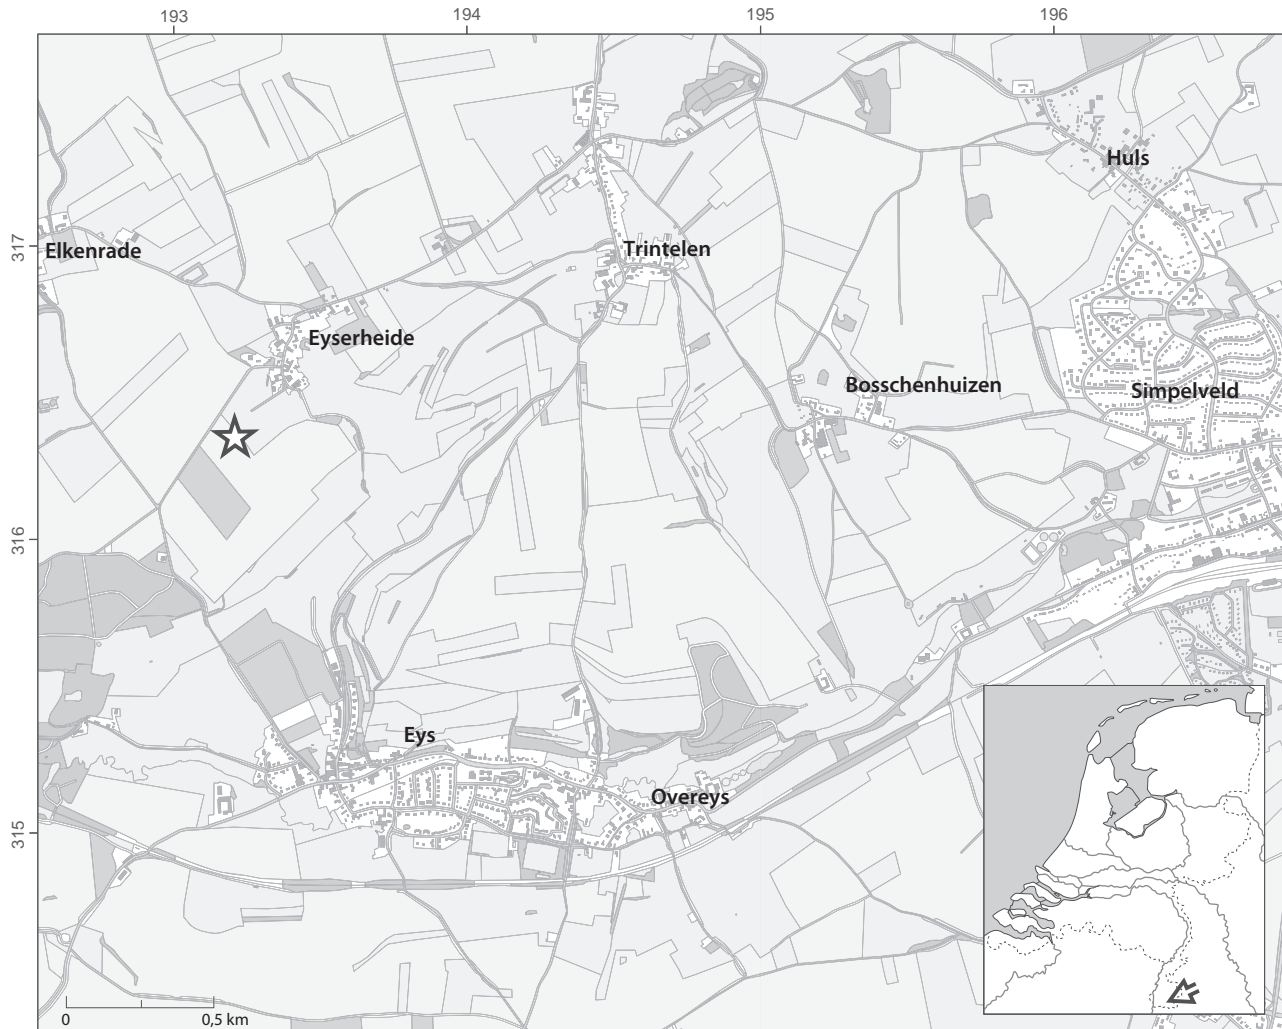 193
194
195
196
Huls
317
Elkenrade
Trintelen
Eyserheide
Bosschenhuizen
Simpelveld
316
Eys
Overeys
315
0
0,5 km